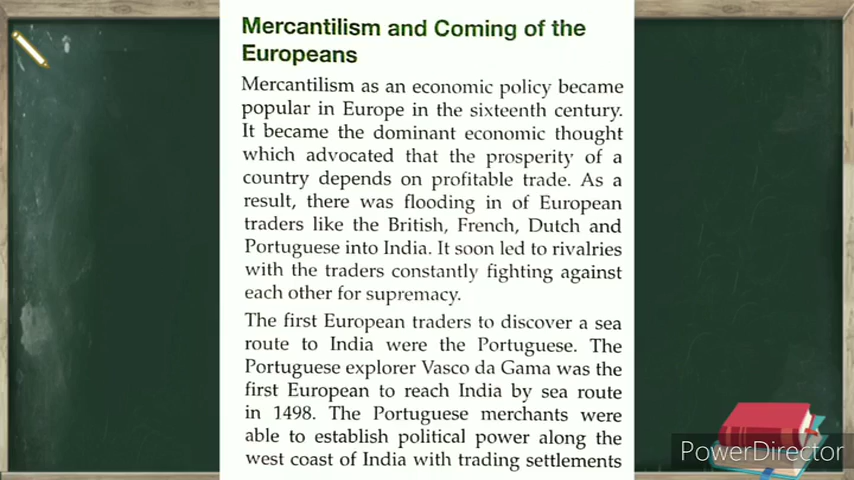 Mercantilism and Coming of the
Europeans
Mercantilism as an economic policy became
popular in Europe in the sixteenth century.
It became the dominant economic thought
which advocated that the prosperity of a
country depends on profitable trade. As a
result, there was flooding in of European
traders like the British, French, Dutch and
Portuguese into India. It soon led to rivalries
with the traders constantly fighting against
each other for supremacy.
The first European traders to discover a sea
route to India were the Portuguese. The
Portuguese explorer Vasco da Gama was the
first European to reach India by sea route
in 1498. The Portuguese merchants were
able to establish political power along the
west coast of India with trading settlements
PowerDirector